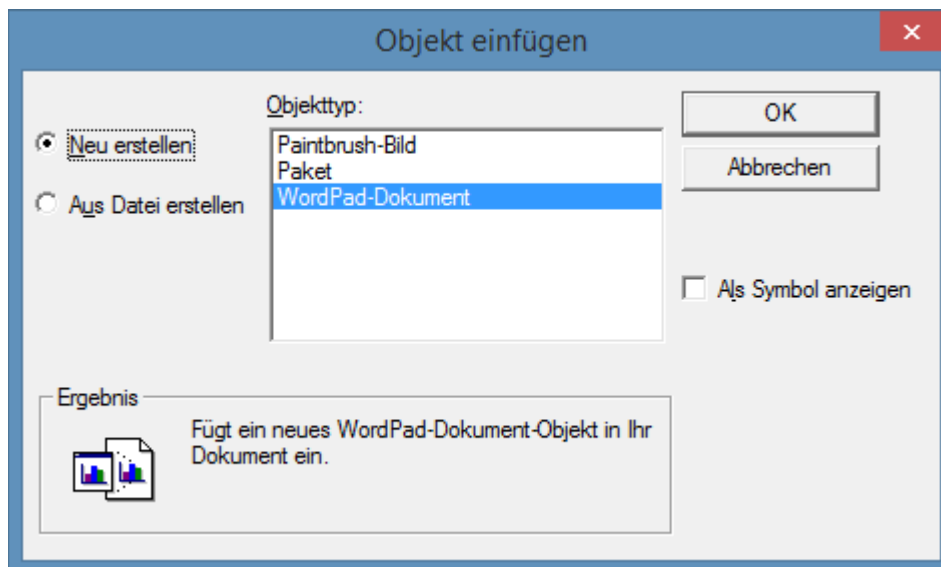 Objekt einfügen
Objekttyp:
Neu erstellen
Aus Datei erstellen
Paintbrush-Bild
Paket
WordPad-Dokument
OK
Abbrechen
Als Symbol anzeigen
Ergebnis
Fügt ein neues WordPad-Dokument-Objekt in Ihr
Dokument ein.